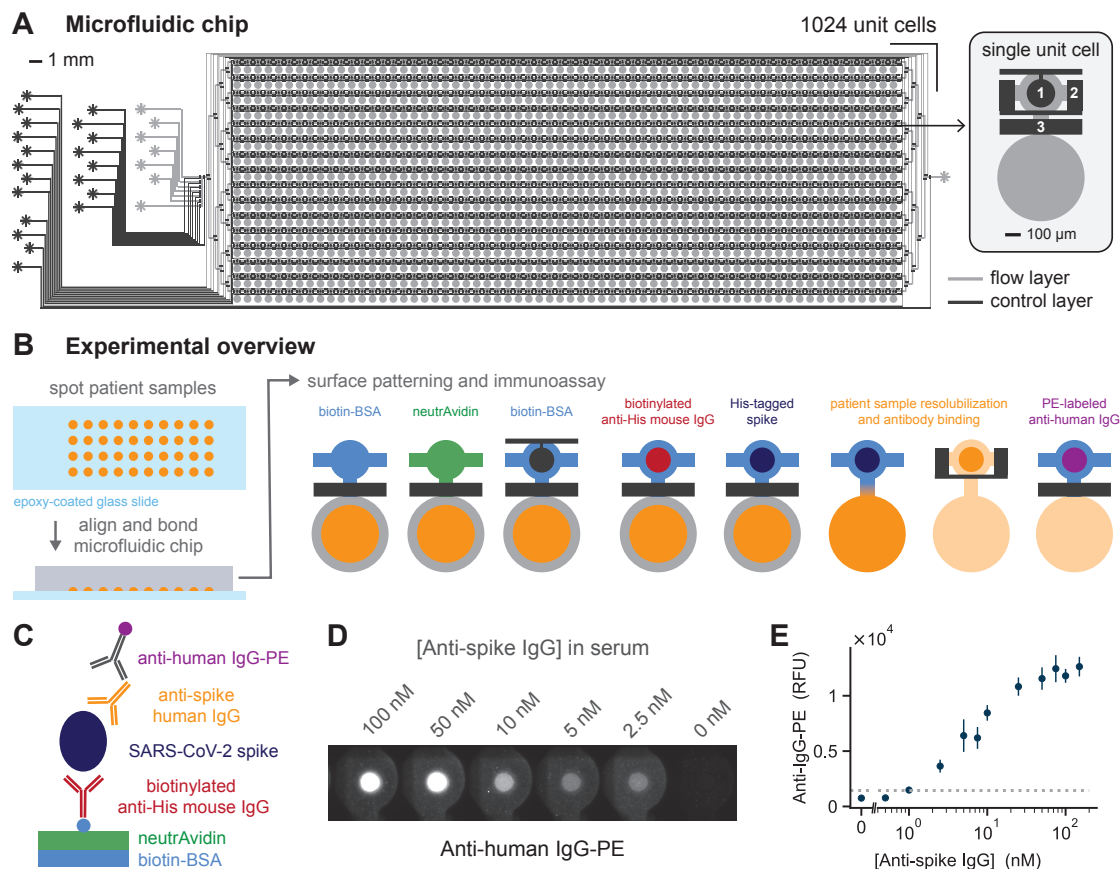 A Microfluidic chip
1 mm
1024 unit cells
single unit cell
1
2
3
100 µm
flow layer
control layer
B Experimental overview
spot patient samples
epoxy-coated glass slide
align and bond
microfluidic chip
surface patterning and immunoassay
biotin-BSA
neutrAvidin
biotin-BSA
biotinylated
anti-His mouse IgG
His-tagged
spike
patient sample resolubilization
and antibody binding
PE-labeled
anti-human IgG
C
anti-human IgG-PE
anti-spike
human IgG
SARS-CoV-2 spike
biotinylated
anti-His mouse IgG
neutrAvidin
biotin-BSA
D
[Anti-spike IgG] in serum
100 nM
50 nM
10 nM
5 nM
2.5 nM
0 nM
Anti-human IgG-PE
E
×10⁴
Anti-IgG-PE (RFU)
1
0.5
0
0
10⁰
10¹
10²
[Anti-spike IgG] (nM)